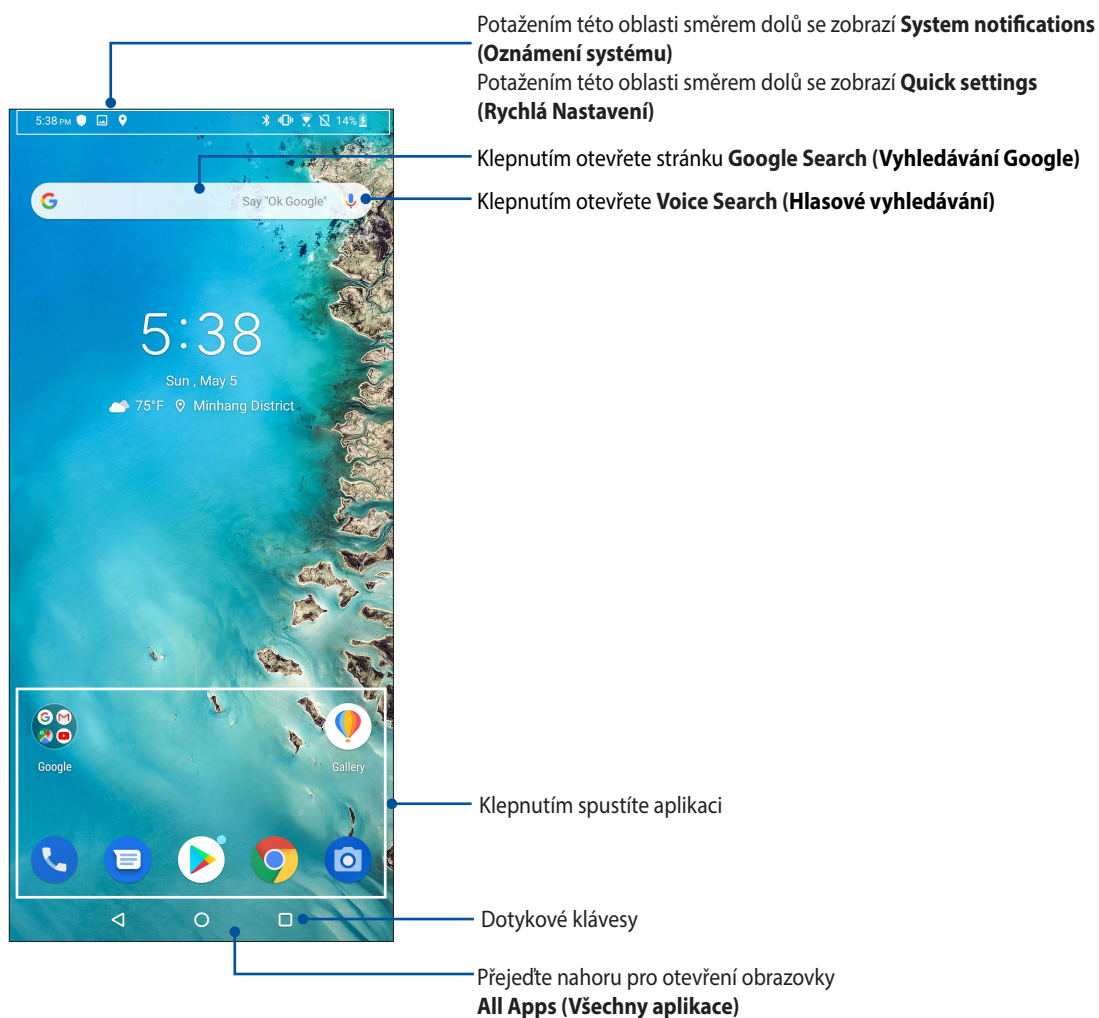 Potažením této oblasti směrem dolů se zobrazí System notifications
(Oznámení systému)
Potažením této oblasti směrem dolů se zobrazí Quick settings
(Rychlá Nastavení)
5:38 PM 14%
Klepnutím otevřete stránku Google Search (Vyhledávání Google)
Say "Ok Google"
Klepnutím otevřete Voice Search (Hlasové vyhledávání)
5:38
Sun , May 5
75°F Minhang District
Google Gallery
Klepnutím spustíte aplikaci
Dotykové klávesy
Přejeďte nahoru pro otevření obrazovky
All Apps (Všechny aplikace)